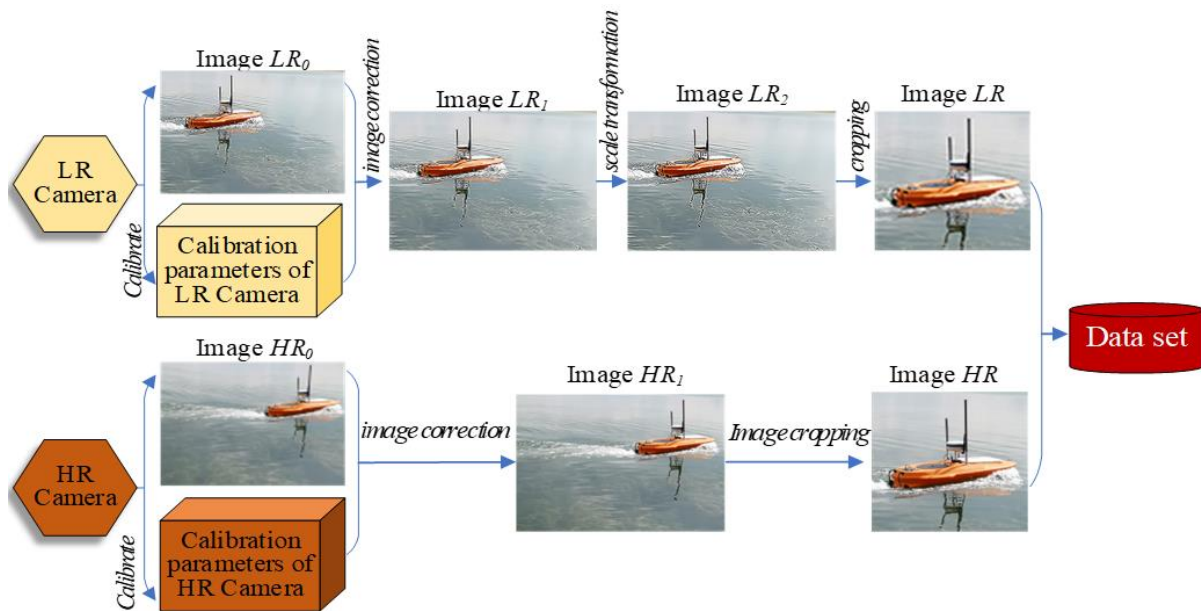 Image LR0
image correction
Image LR1
scale transformation
Image LR2
cropping
Image LR
LR
Camera
Calibrate
Calibration
parameters of
LR Camera
Data set
Image HR0
image correction
Image HR1
Image cropping
Image HR
HR
Camera
Calibrate
Calibration
parameters of
HR Camera